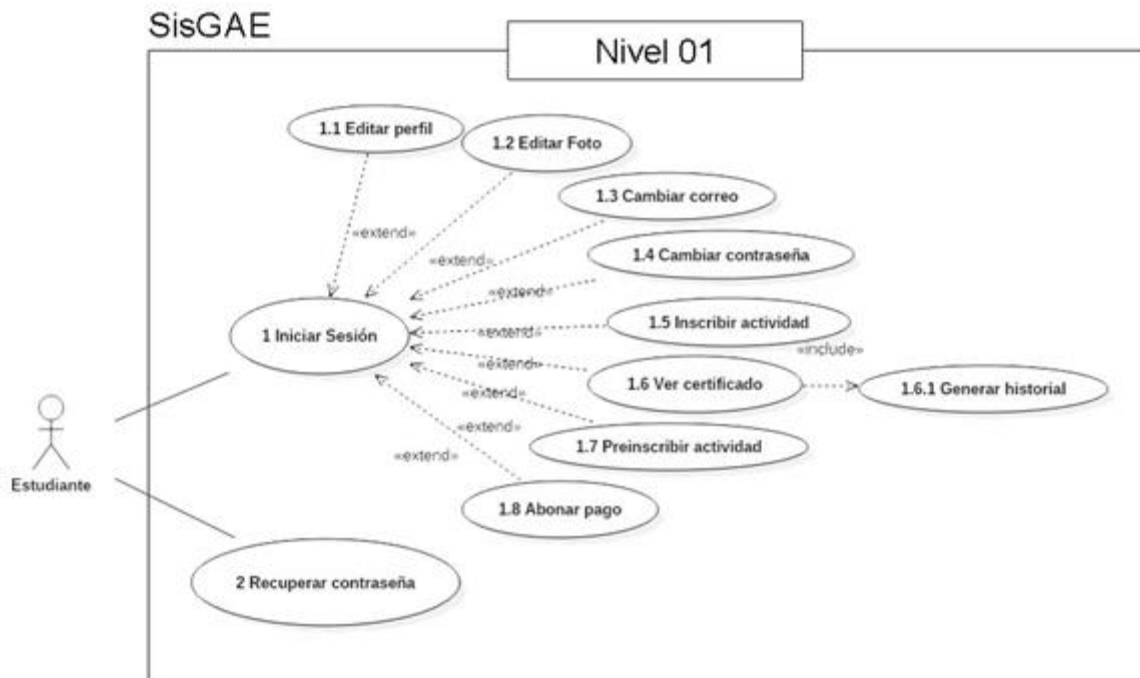 SisGAE
Nivel 01
1.1 Editar perfil
1.2 Editar Foto
1.3 Cambiar correo
«extend»
«extend»
1.4 Cambiar contraseña
«extend»
1 Iniciar Sesión
«extend»
1.5 Inscribir actividad
«include»
«extend»
1.6 Ver certificado
1.6.1 Generar historial
«extend»
«extend»
1.7 Preinscribir actividad
«extend»
1.8 Abonar pago
Estudiante
2 Recuperar contraseña